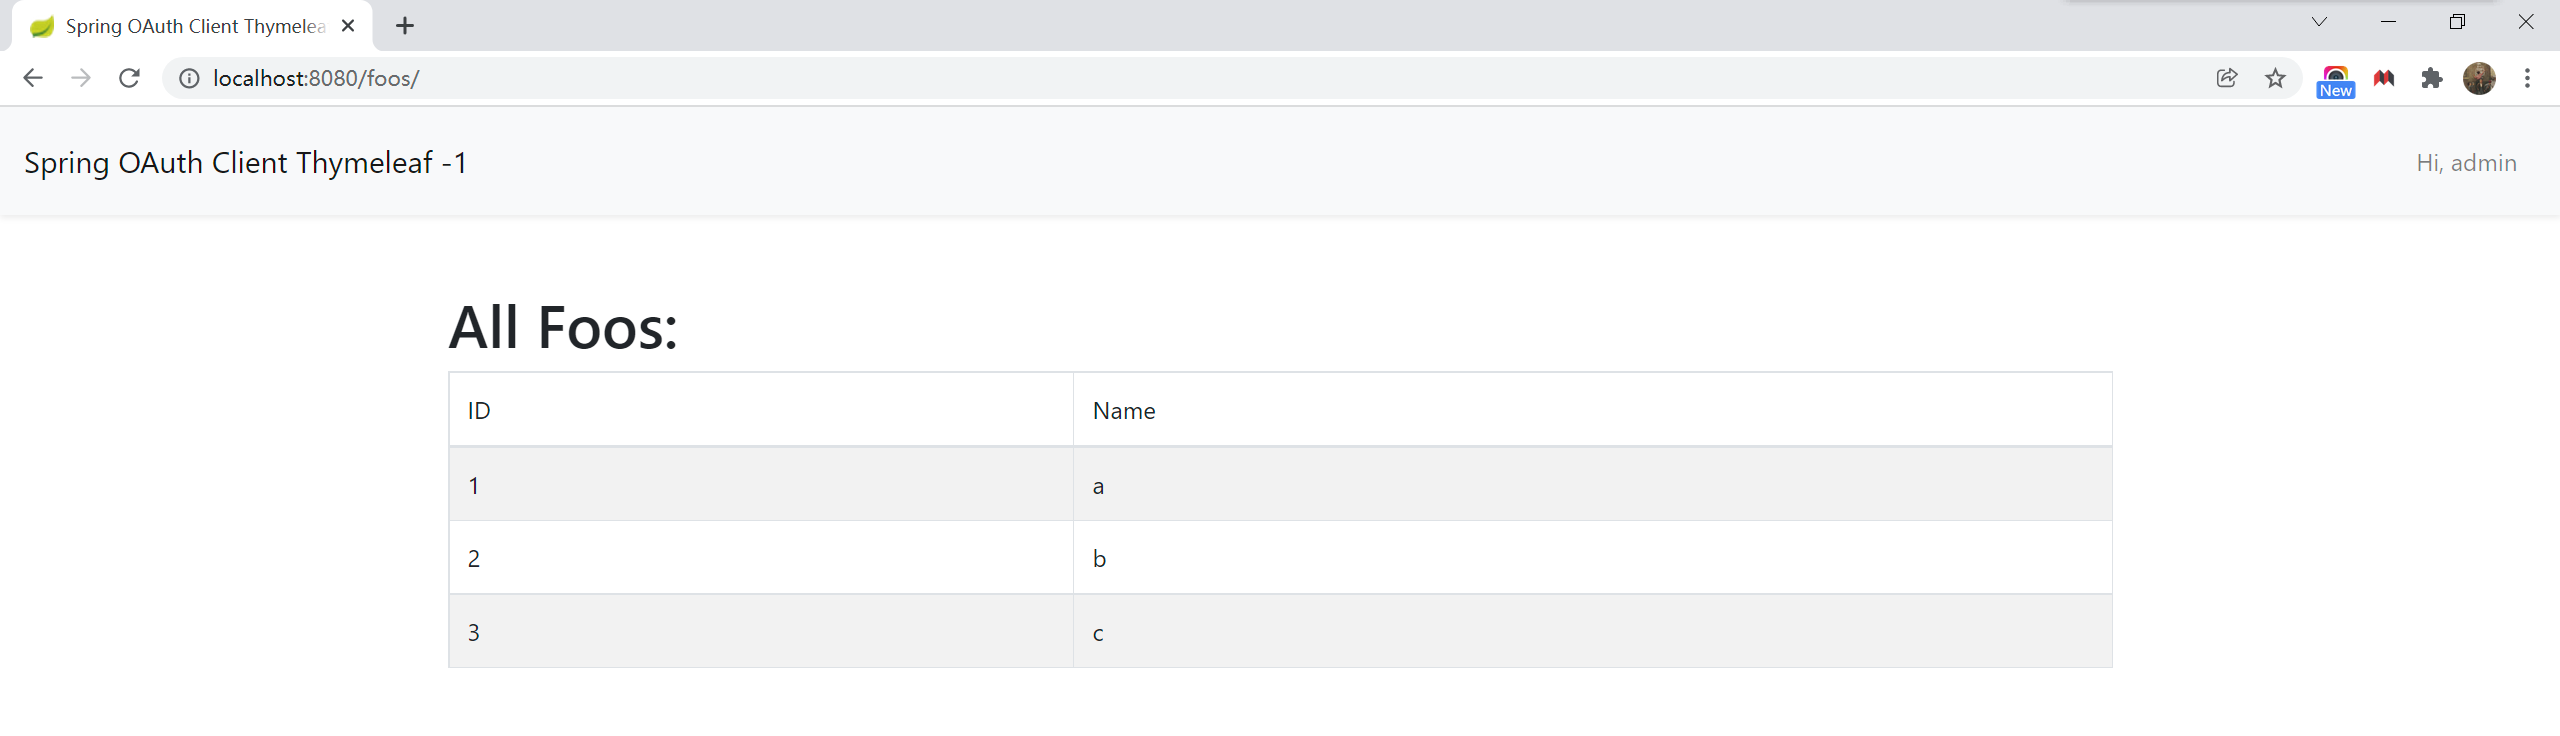 Spring OAuth Client Thymelea
localhost:8080/foos/
New
Spring OAuth Client Thymeleaf -1
Hi, admin
All Foos:
ID Name
1 a
2 b
3 c